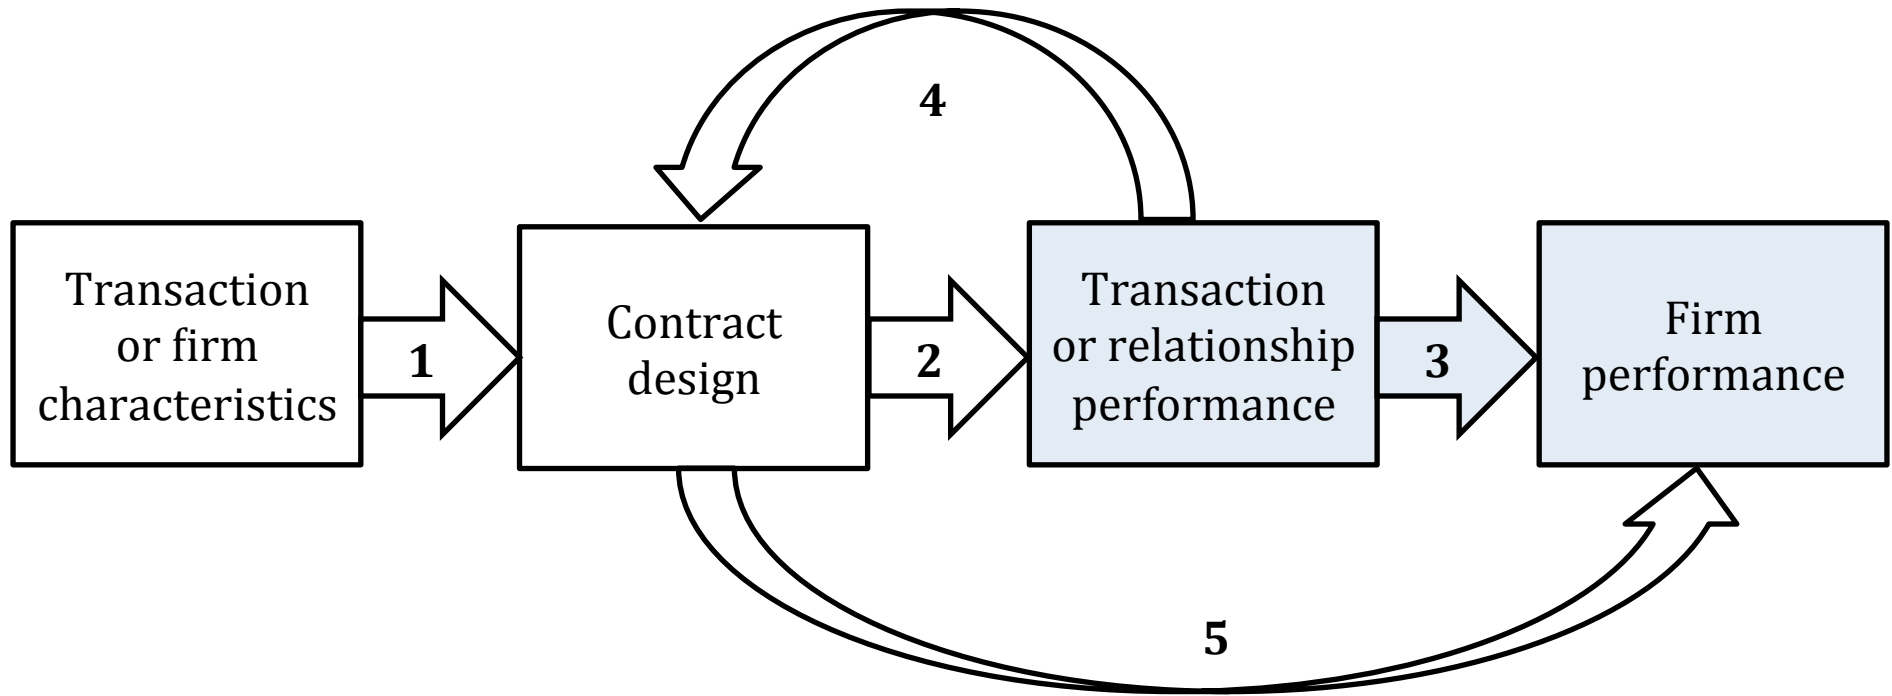 4
Transaction
or firm
characteristics
1
Contract
design
2
Transaction
or relationship
performance
3
Firm
performance
5